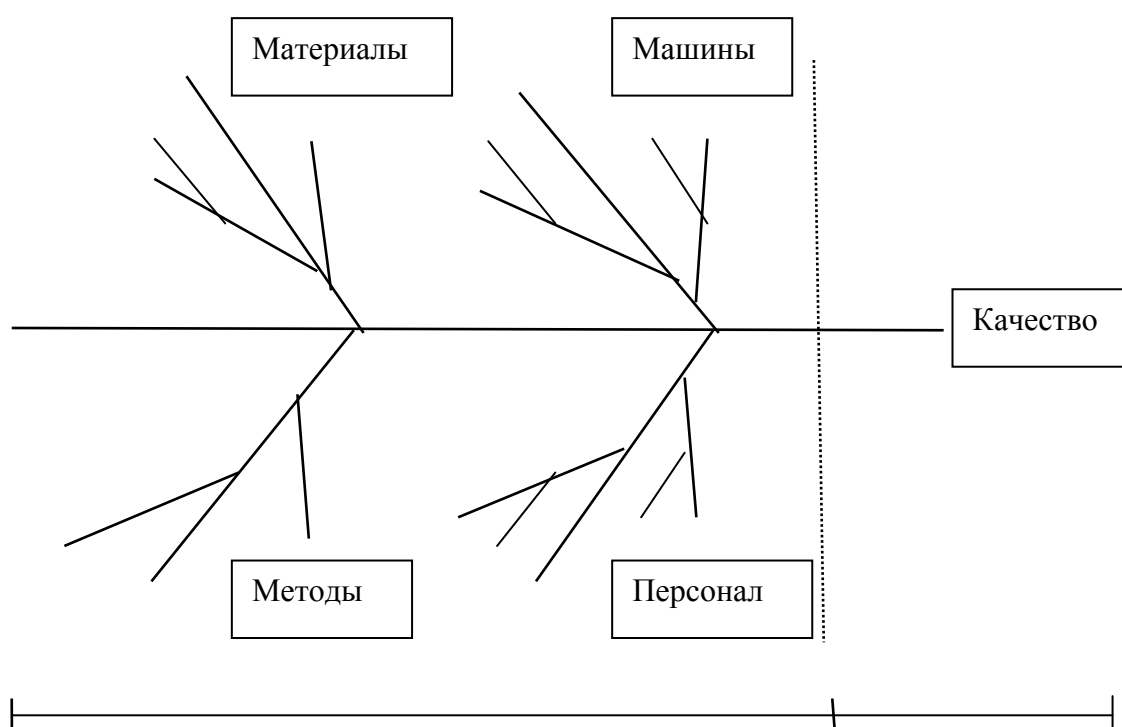 Материалы
Машины
Качество
Методы
Персонал